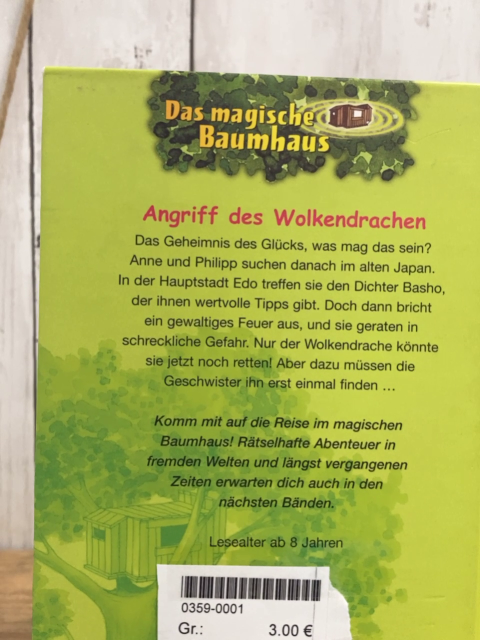 Das magische
Baumhaus
Angriff des Wolkendrachen
Das Geheimnis des Glücks, was mag das sein?
Anne und Philipp suchen danach im alten Japan.
In der Hauptstadt Edo treffen sie den Dichter Basho,
der ihnen wertvolle Tipps gibt. Doch dann bricht
ein gewaltiges Feuer aus, und sie geraten in
schreckliche Gefahr. Nur der Wolkendrache könnte
sie jetzt noch retten! Aber dazu müssen die
Geschwister ihn erst einmal finden ...
Komm mit auf die Reise im magischen
Baumhaus! Rätselhafte Abenteuer in
fremden Welten und längst vergangenen
Zeiten erwarten dich auch in den
nächsten Bänden.
Lesealter ab 8 Jahren
0359-0001
Gr.: 3.00 €